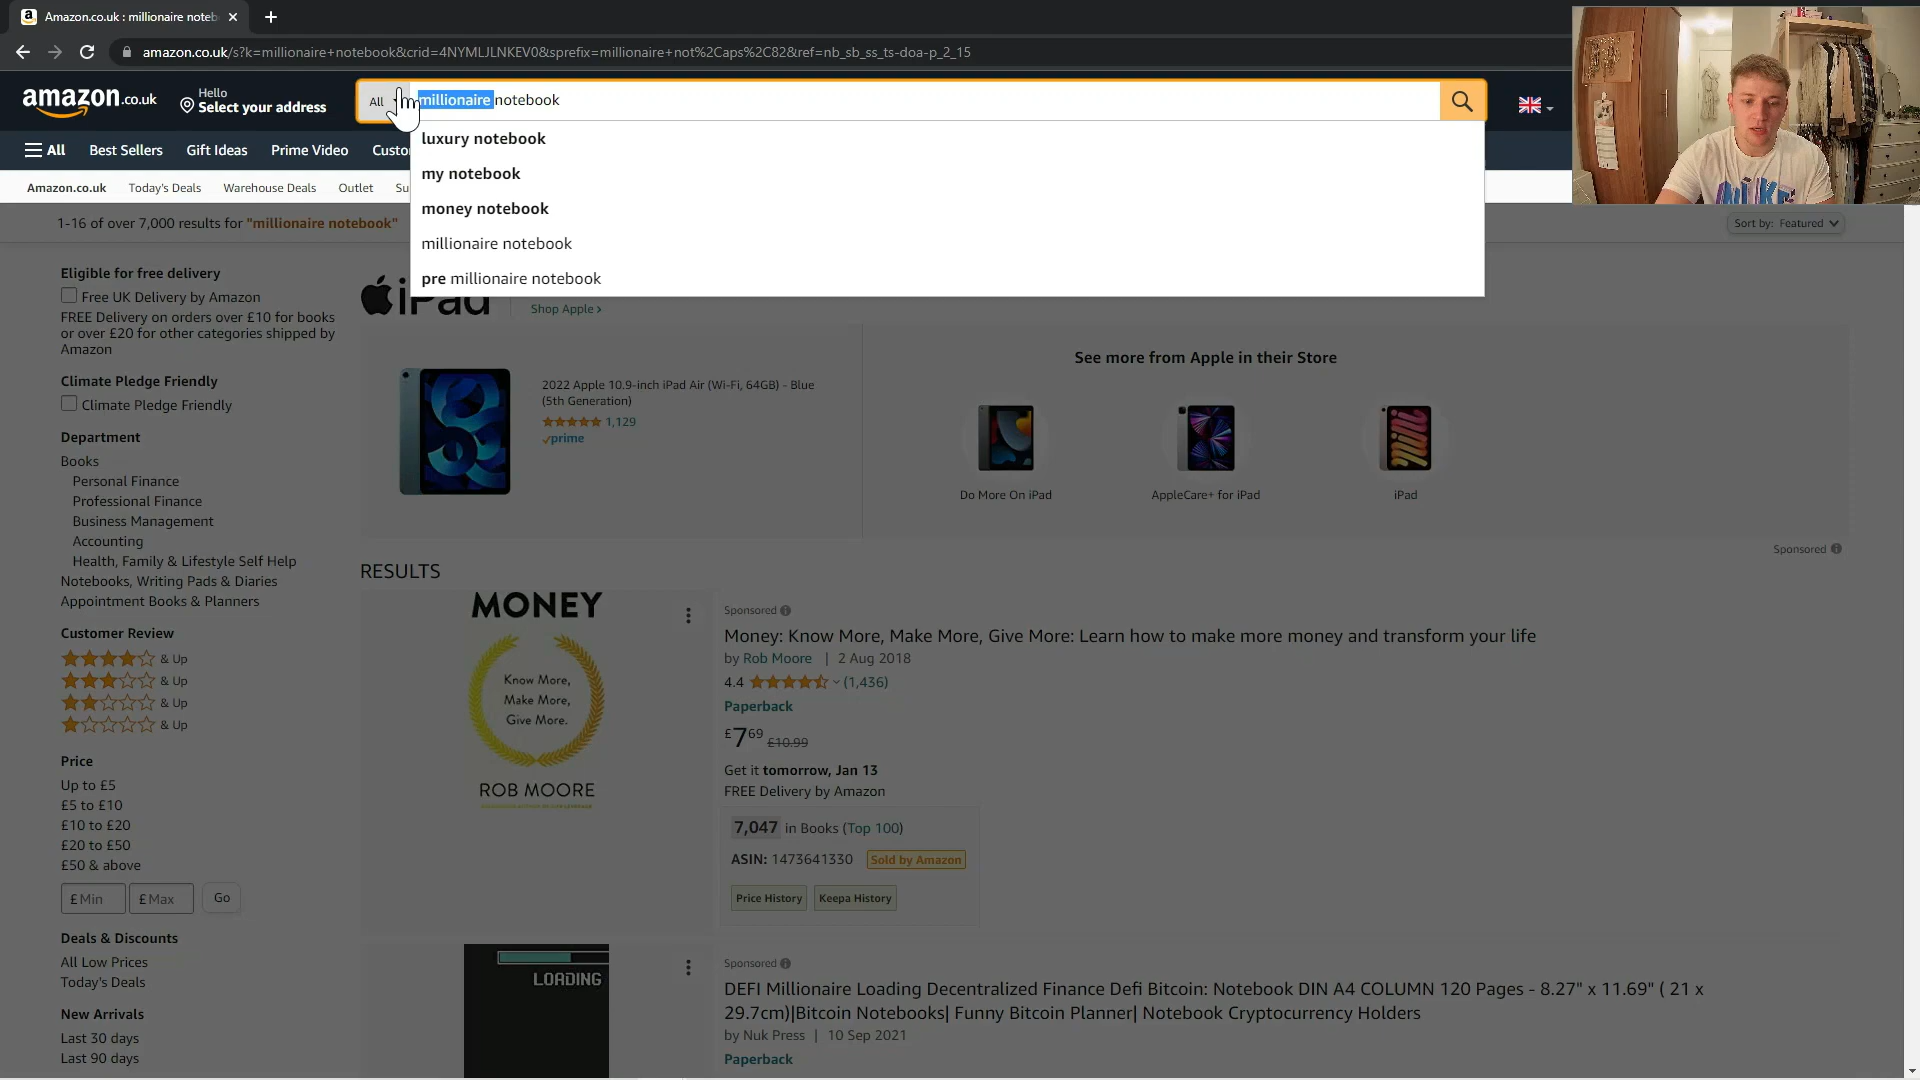 Amazon.co.uk : millionaire noteb
amazon.co.uk/s?k=millionaire+notebook&crid=4NYMLJLNKEV0&sprefix=millionaire+not%2Caps%2C82&ref=nb_sb_ss_ts-doa-p_2_15
amazon.co.uk
Hello
Select your address
All
millionaire notebook
All
Best Sellers
Gift Ideas
Prime Video
Custo
luxury notebook
my notebook
money notebook
millionaire notebook
pre millionaire notebook
Amazon.co.uk
Today's Deals
Warehouse Deals
Outlet
Su
1-16 of over 7,000 results for "millionaire notebook"
Sort by: Featured
Eligible for free delivery
Free UK Delivery by Amazon
FREE Delivery on orders over £10 for books
or over £20 for other categories shipped by
Amazon
Climate Pledge Friendly
Climate Pledge Friendly
Department
Books
Personal Finance
Professional Finance
Business Management
Accounting
Health, Family & Lifestyle Self Help
Notebooks, Writing Pads & Diaries
Appointment Books & Planners
Customer Review
& Up
& Up
& Up
& Up
Price
Up to £5
£5 to £10
£10 to £20
£20 to £50
£50 & above
£ Min
£ Max
Go
Deals & Discounts
All Low Prices
Today's Deals
New Arrivals
Last 30 days
Last 90 days
iPad
Shop Apple ›
2022 Apple 10.9-inch iPad Air (Wi-Fi, 64GB) - Blue
(5th Generation)
1,129
prime
See more from Apple in their Store
Do More On iPad
AppleCare+ for iPad
iPad
Sponsored
RESULTS
MONEY
Know More,
Make More,
Give More.
ROB MOORE
Sponsored
Money: Know More, Make More, Give More: Learn how to make more money and transform your life
by Rob Moore | 2 Aug 2018
4.4 (1,436)
Paperback
£7 69 £10.99
Get it tomorrow, Jan 13
FREE Delivery by Amazon
7,047 in Books (Top 100)
ASIN: 1473641330 Sold by Amazon
Price History
Keepa History
LOADING
Sponsored
DEFI Millionaire Loading Decentralized Finance Defi Bitcoin: Notebook DIN A4 COLUMN 120 Pages - 8.27" x 11.69" ( 21 x
29.7cm)|Bitcoin Notebooks| Funny Bitcoin Planner| Notebook Cryptocurrency Holders
by Nuk Press | 10 Sep 2021
Paperback
NIKE